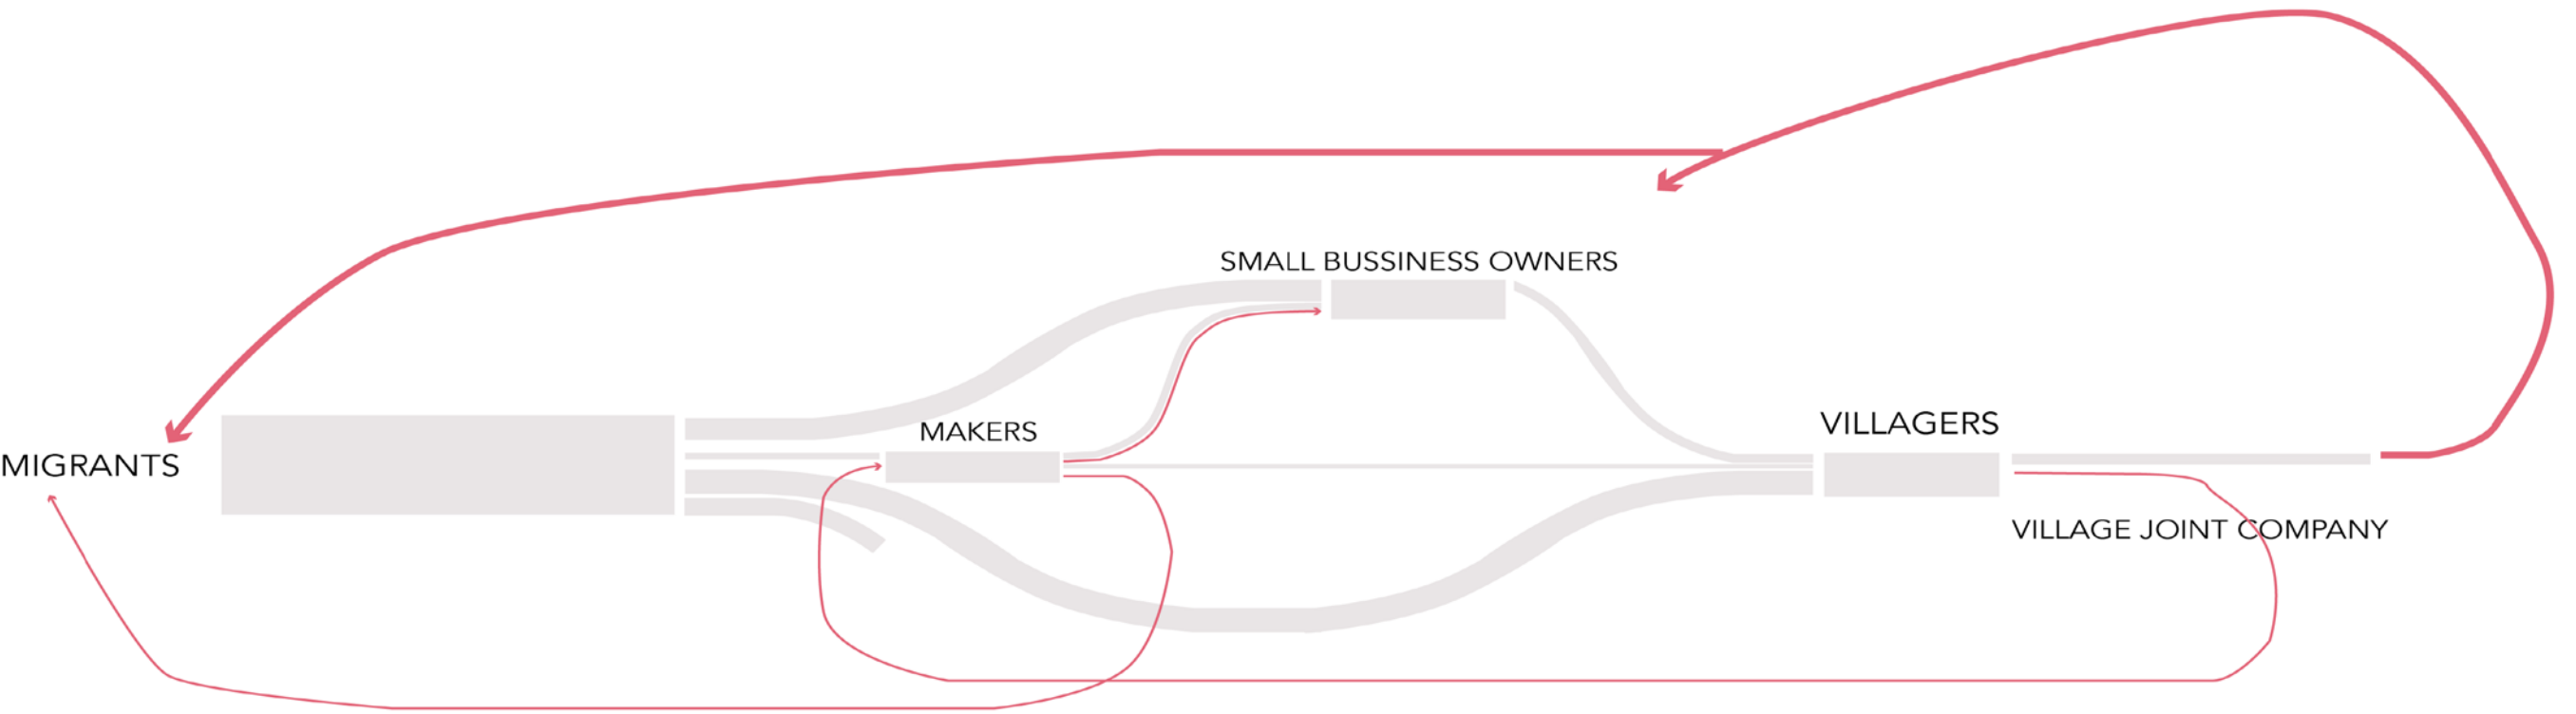 SMALL BUSSINESS OWNERS
MAKERS
VILLAGERS
MIGRANTS
VILLAGE JOINT COMPANY